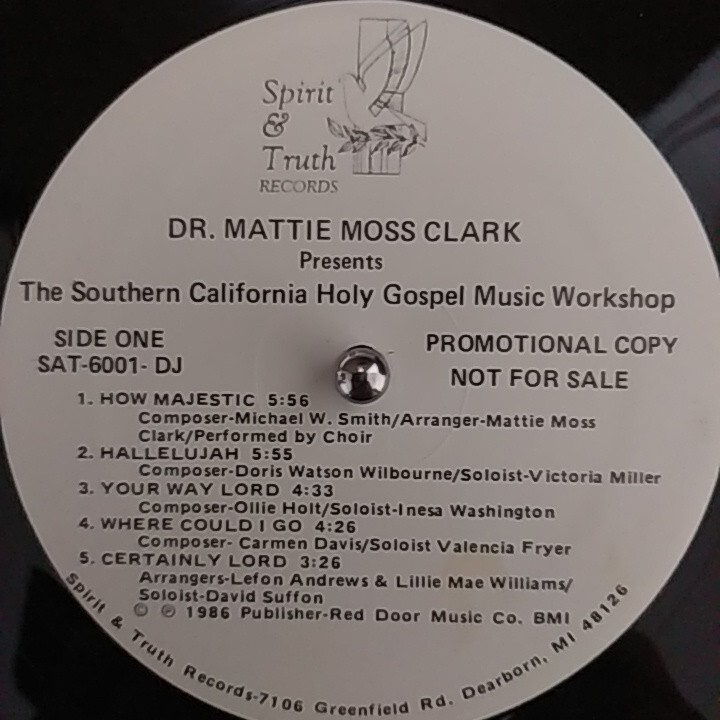 Spirit
&
Truth
RECORDS
DR. MATTIE MOSS CLARK
Presents
The Southern California Holy Gospel Music Workshop
SIDE ONE
SAT-6001- DJ
PROMOTIONAL COPY
NOT FOR SALE
1. HOW MAJESTIC 5:56
Composer-Michael W. Smith/Arranger-Mattie Moss
Clark/Performed by Choir
2. HALLELUJAH 5:55
Composer-Doris Watson Wilbourne/Soloist-Victoria Miller
3. YOUR WAY LORD 4:33
Composer-Ollie Holt/Soloist-Inesa Washington
4. WHERE COULD I GO 4:26
Composer- Carmen Davis/Soloist Valencia Fryer
5. CERTAINLY LORD 3:26
Arrangers-Lefon Andrews & Lillie Mae Williams/
Soloist-David Suffon
© ℗ 1986 Publisher-Red Door Music Co. BMI
Spirit & Truth Records-7106 Greenfield Rd. Dearborn, MI 48126